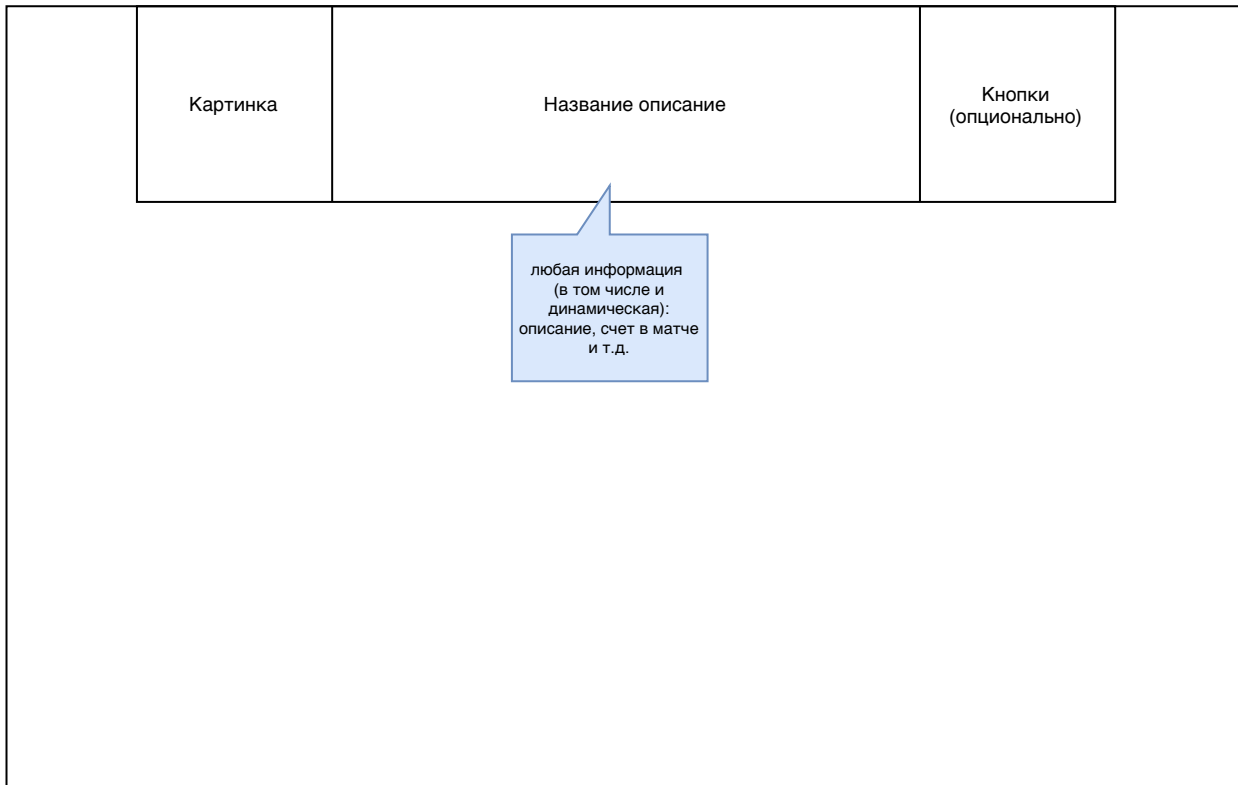 Картинка
Название описание
Кнопки
(опционально)
любая информация
(в том числе и
динамическая):
описание, счет в матче
и т.д.